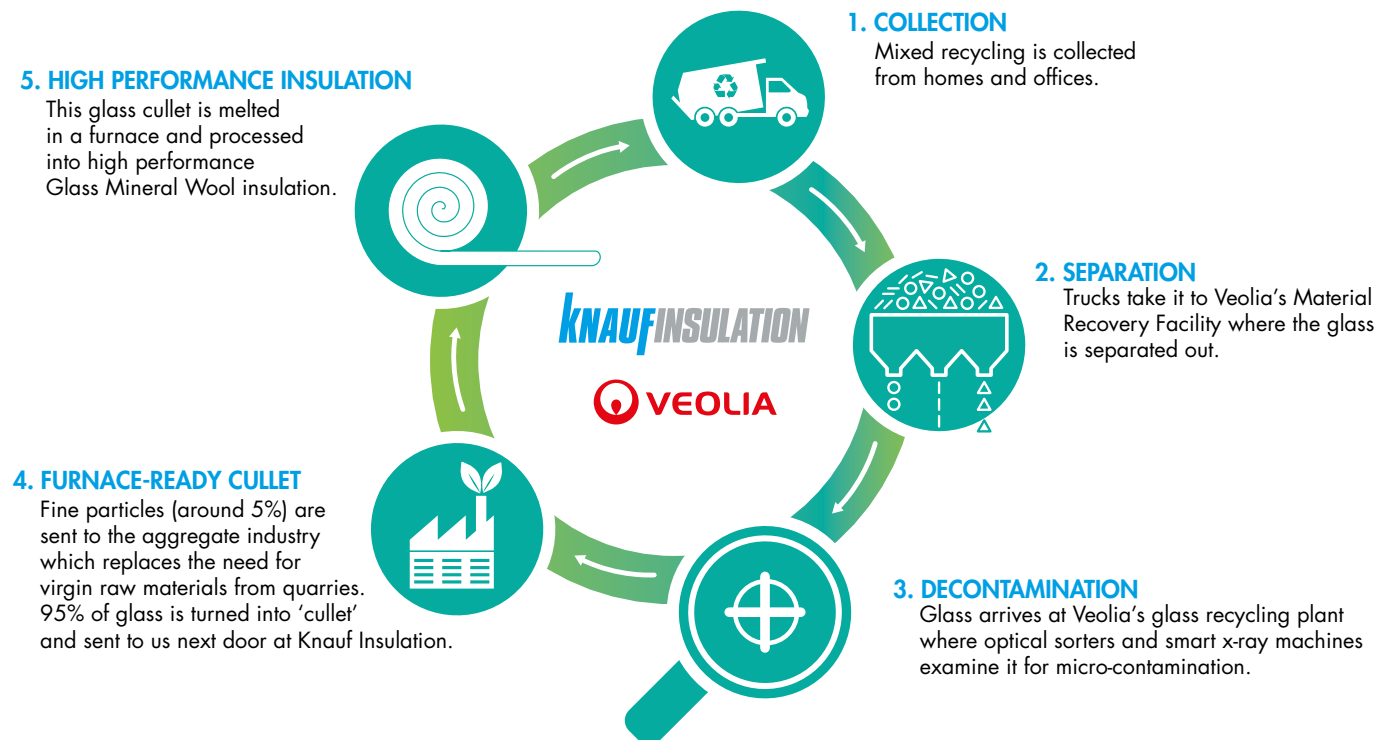 1. COLLECTION
Mixed recycling is collected
from homes and offices.
2. SEPARATION
Trucks take it to Veolia’s Material
Recovery Facility where the glass
is separated out.
3. DECONTAMINATION
Glass arrives at Veolia’s glass recycling plant
where optical sorters and smart x-ray machines
examine it for micro-contamination.
4. FURNACE-READY CULLET
Fine particles (around 5%) are
sent to the aggregate industry
which replaces the need for
virgin raw materials from quarries.
95% of glass is turned into ‘cullet’
and sent to us next door at Knauf Insulation.
5. HIGH PERFORMANCE INSULATION
This glass cullet is melted
in a furnace and processed
into high performance
Glass Mineral Wool insulation.
KNAUFINSULATION
VEOLIA